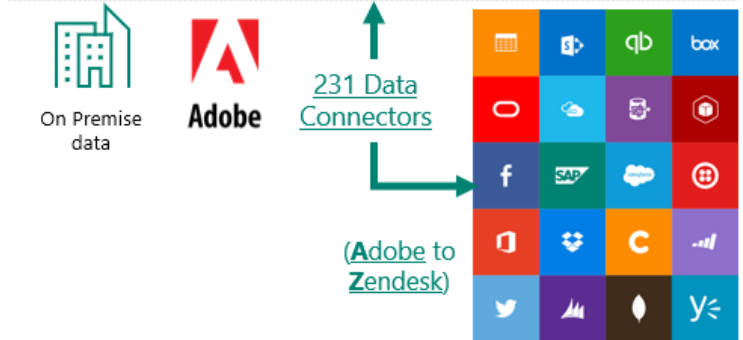 On Premise
data
Adobe
231 Data
Connectors
(Adobe to
Zendesk)
S
qb
box
f
SAP
salesforce
C
y